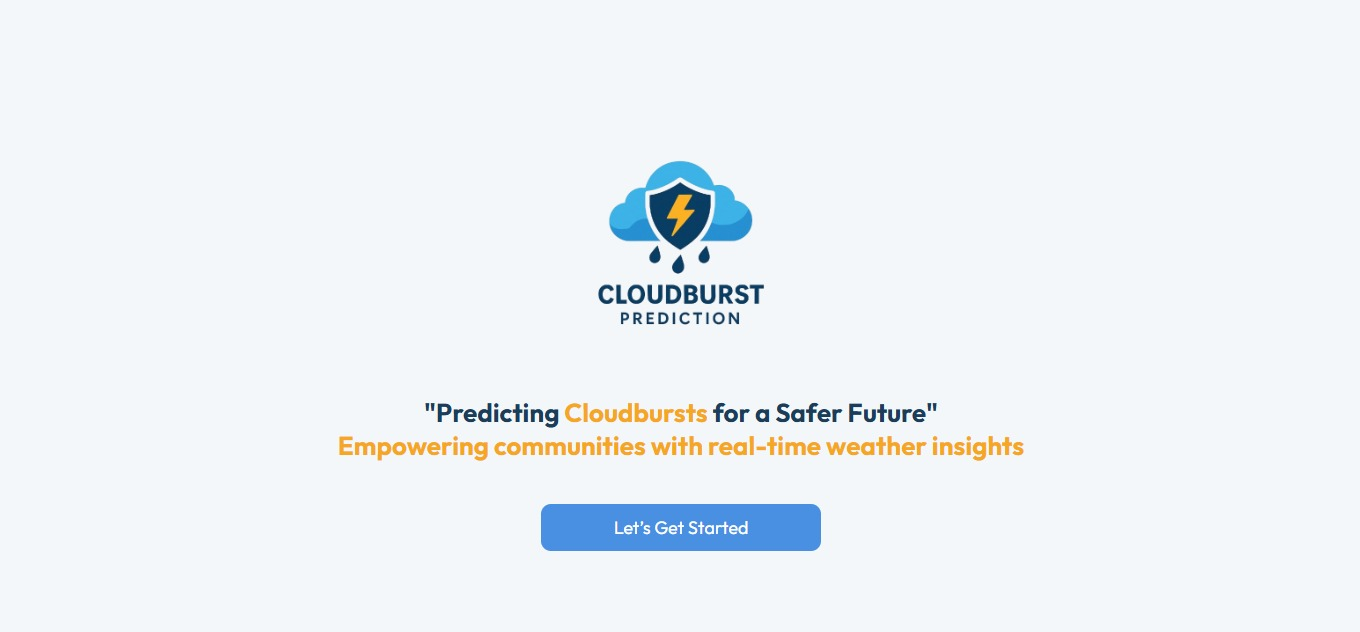 CLOUDBURST
PREDICTION
"Predicting Cloudbursts for a Safer Future"
Empowering communities with real-time weather insights
Let’s Get Started